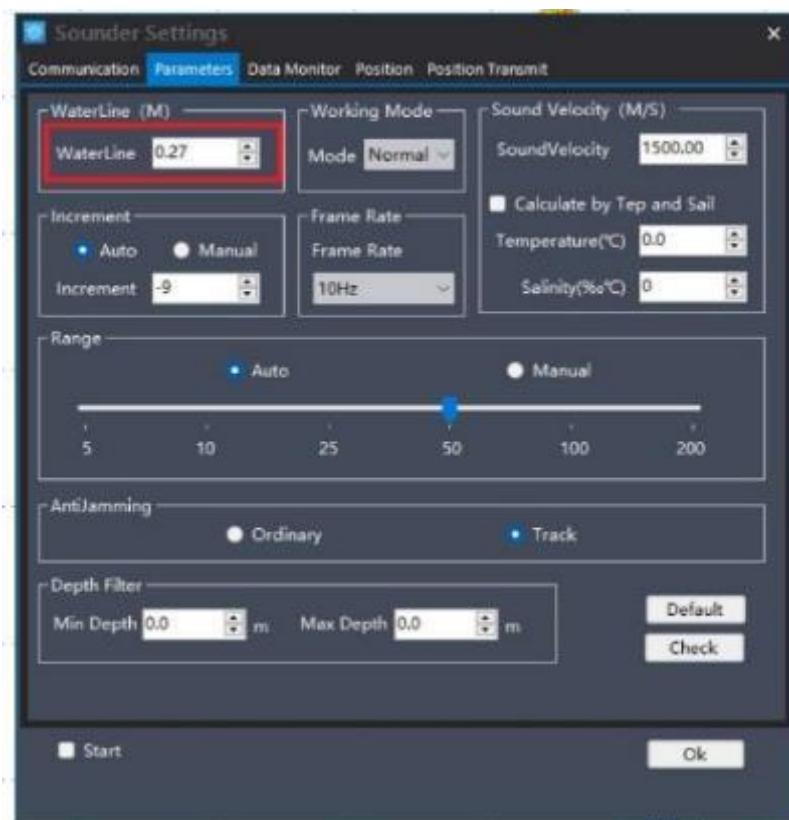 Sounder Settings
Communication Parameters Data Monitor Position Position Transmit
WaterLine (M)
WaterLine 0.27
Working Mode
Mode Normal
Sound Velocity (M/S)
SoundVelocity 1500.00
Calculate by Tep and Sail
Temperature(℃) 0.0
Salinity(‰℃) 0
Increment
Auto Manual
Increment -9
Frame Rate
Frame Rate
10Hz
Range
Auto Manual
5 10 25 50 100 200
AntiJamming
Ordinary Track
Depth Filter
Min Depth 0.0 m Max Depth 0.0 m
Default
Check
Start
Ok